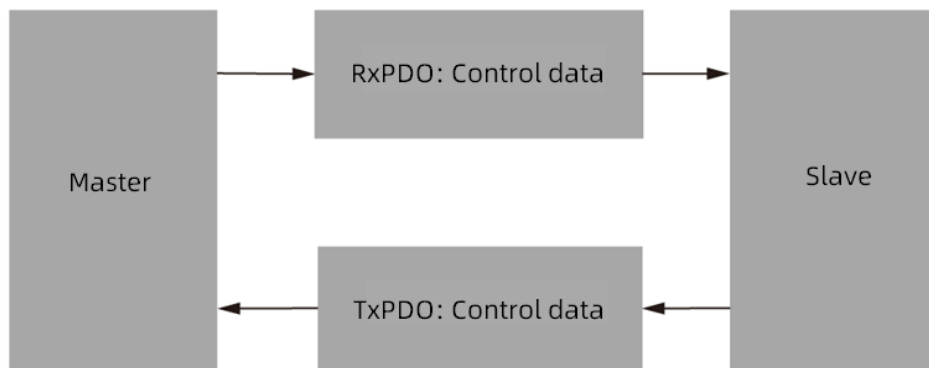 RxPDO: Control data
Master
Slave
TxPDO: Control data